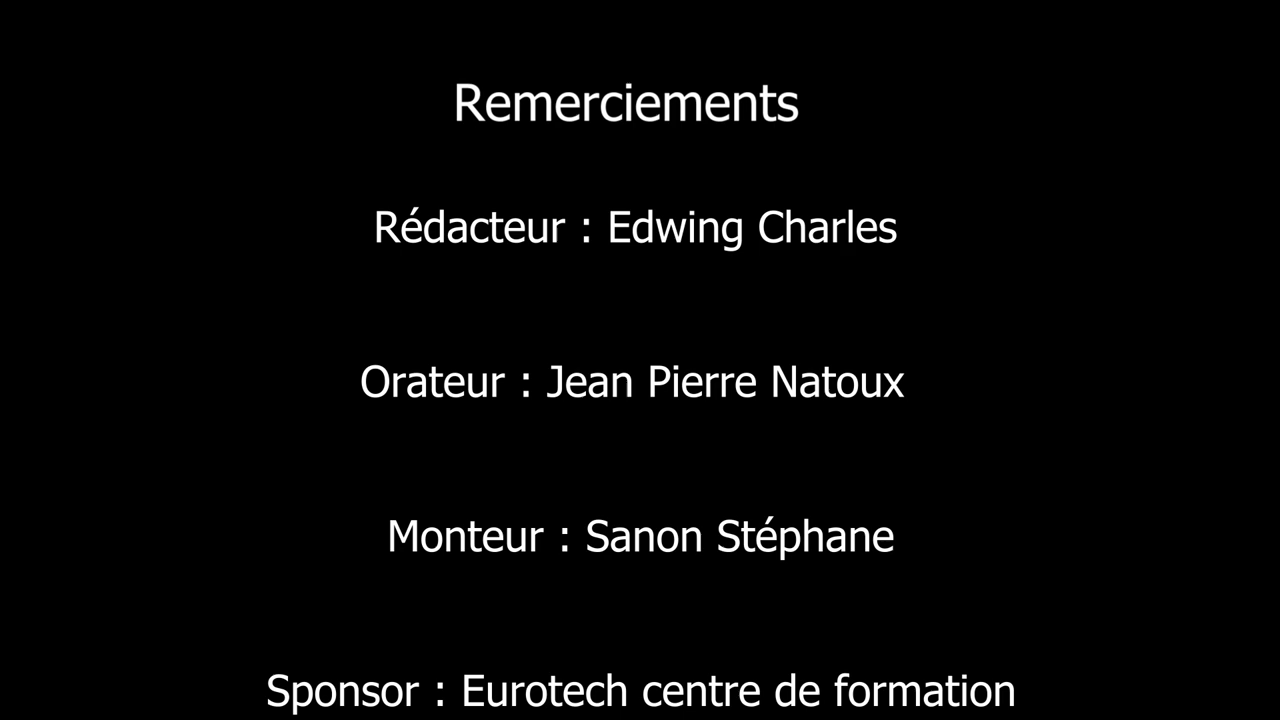 Remerciements
Rédacteur : Edwing Charles
Orateur : Jean Pierre Natoux
Monteur : Sanon Stéphane
Sponsor : Eurotech centre de formation